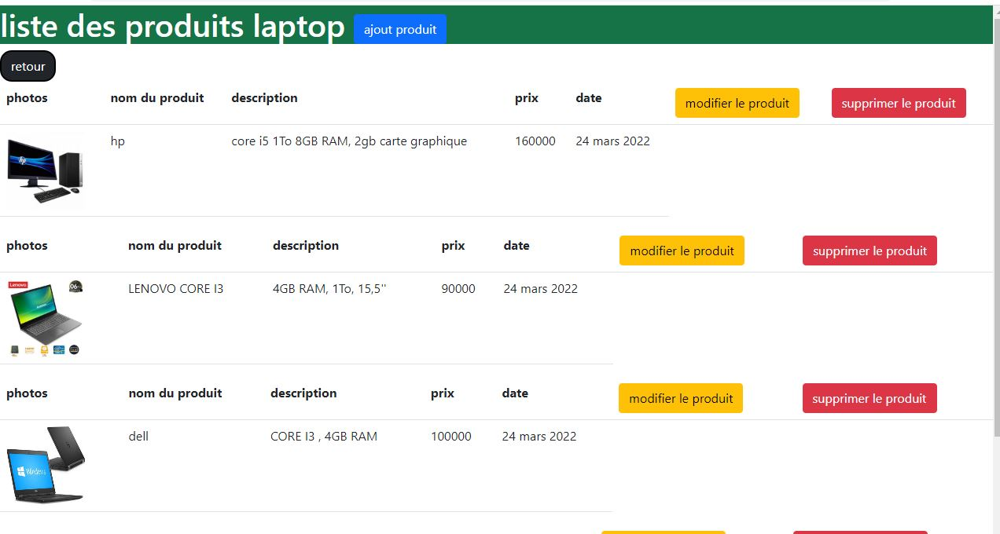 liste des produits laptop ajout produit
retour
photos nom du produit description prix date modifier le produit supprimer le produit
hp
hp core i5 1To 8GB RAM, 2gb carte graphique 160000 24 mars 2022
photos nom du produit description prix date modifier le produit supprimer le produit
Lenovo
06
LENOVO CORE I3 4GB RAM, 1To, 15,5'' 90000 24 mars 2022
photos nom du produit description prix date modifier le produit supprimer le produit
Windows
dell CORE I3 , 4GB RAM 100000 24 mars 2022